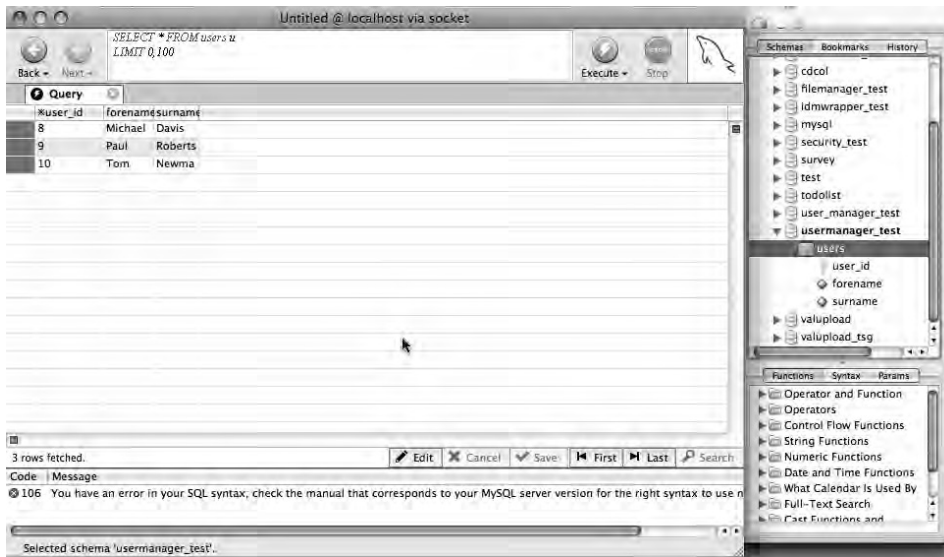 Untitled @ localhost via socket
SELECT * FROM users u
LIMIT 0,100
Back
Next
Execute
Stop
Query
user_id forename surname
8 Michael Davis
9 Paul Roberts
10 Tom Newma
3 rows fetched.
Edit Cancel Save First Last Search
Code Message
106 You have an error in your SQL syntax, check the manual that corresponds to your MySQL server version for the right syntax to use n
Selected schema 'usermanager_test'.
Schemas Bookmarks History
cdcol
filemanager_test
idmwrapper_test
mysql
security_test
survey
test
todolist
user_manager_test
usermanager_test
users
user_id
forename
surname
valupload
valupload_tsg
Functions Syntax Params
Operator and Function
Operators
Control Flow Functions
String Functions
Numeric Functions
Date and Time Functions
What Calendar Is Used By
Full-Text Search
Cast Functions and